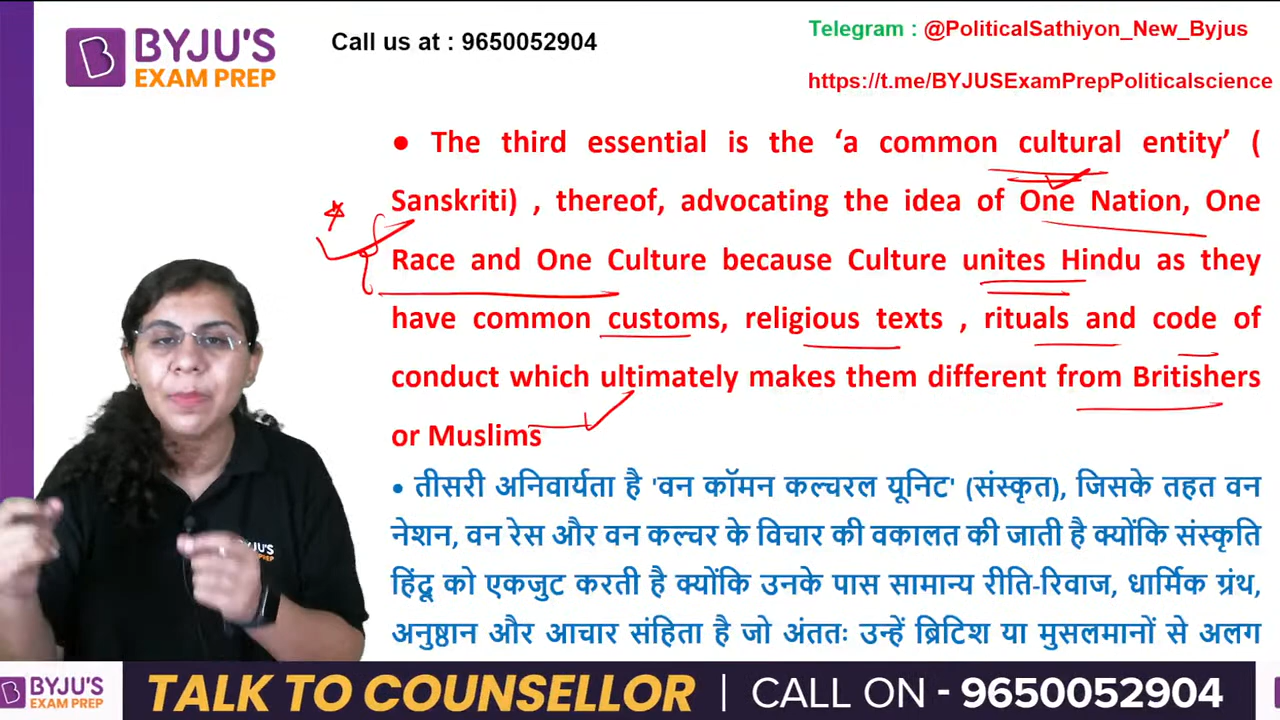 BYJU'S
EXAM PREP
Call us at : 9650052904
Telegram : @PoliticalSathiyon_New_Byjus
https://t.me/BYJUSExamPrepPoliticalscience
● The third essential is the ‘a common cultural entity’ (
Sanskriti) , thereof, advocating the idea of One Nation, One
Race and One Culture because Culture unites Hindu as they
have common customs, religious texts , rituals and code of
conduct which ultimately makes them different from Britishers
or Muslims
• तीसरी अनिवार्यता है 'वन कॉमन कल्चरल यूनिट' (संस्कृत), जिसके तहत वन
नेशन, वन रेस और वन कल्चर के विचार की वकालत की जाती है क्योंकि संस्कृति
हिंदू को एकजुट करती है क्योंकि उनके पास सामान्य रीति-रिवाज, धार्मिक ग्रंथ,
अनुष्ठान और आचार संहिता है जो अंततः उन्हें ब्रिटिश या मुसलमानों से अलग
BYJU'S
EXAM PREP
BYJU'S
EXAM PREP
TALK TO COUNSELLOR | CALL ON - 9650052904